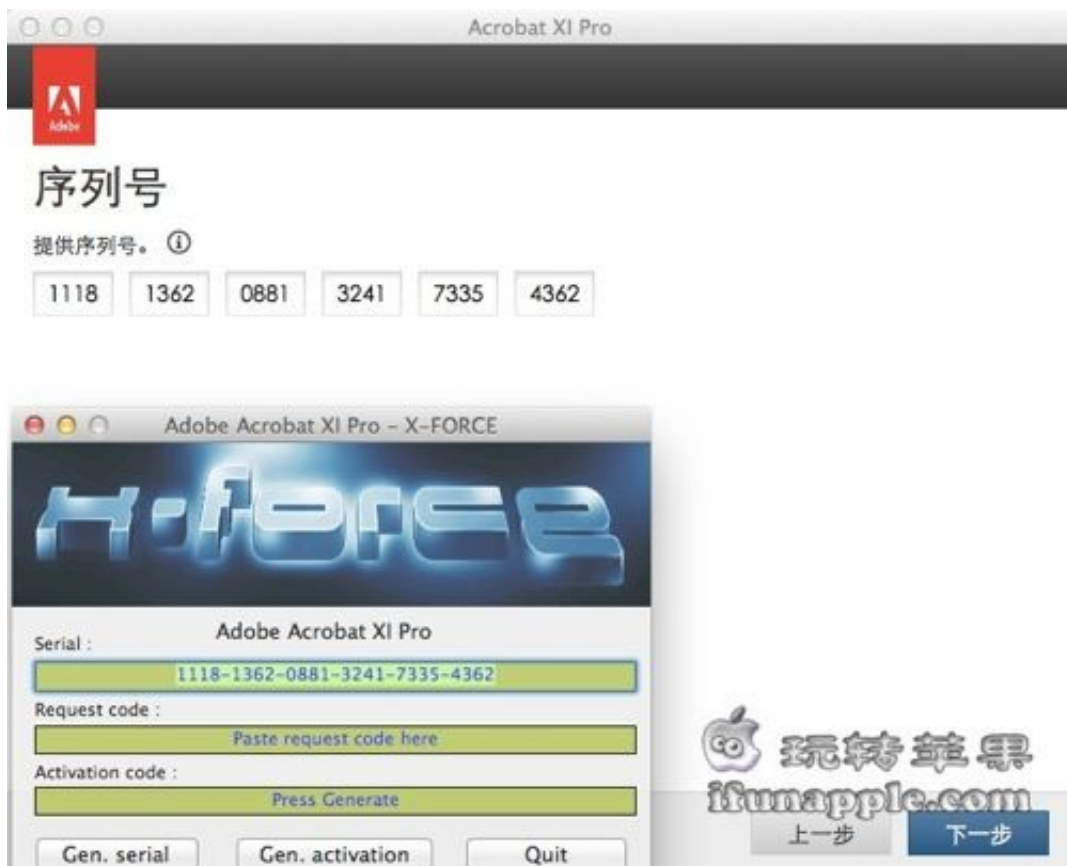 Acrobat XI Pro
Adobe
序列号
提供序列号。
1118 1362 0881 3241 7335 4362
Adobe Acrobat XI Pro – X-FORCE
x-force
Adobe Acrobat XI Pro
Serial :
1118-1362-0881-3241-7335-4362
Request code :
Paste request code here
Activation code :
Press Generate
Gen. serial Gen. activation Quit
玩转苹果
ifunapple.com
上一步 下一步